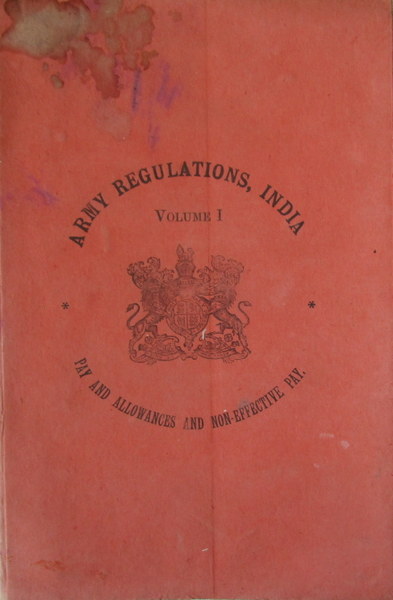 ARMY REGULATIONS, INDIA
VOLUME I
* *
PAY AND ALLOWANCES AND NON-EFFECTIVE PAY.